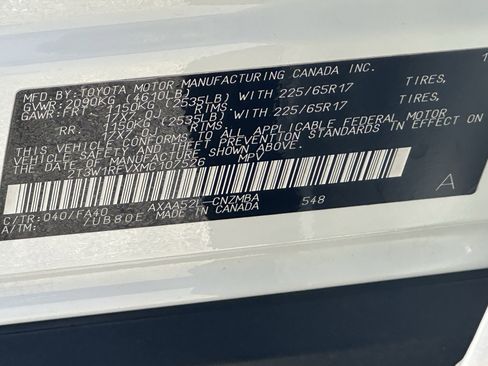 MFD. BY: TOYOTA MOTOR MANUFACTURING CANADA INC.
GVWR: 2090KG (4610LB)
GAWR: FRT. 1150KG (2535LB) WITH 225/65R17 TIRES,
17X7.0J RIMS,
RR. 1150KG (2535LB) WITH 225/65R17 TIRES,
17X7.0J RIMS,
THIS VEHICLE CONFORMS TO ALL APPLICABLE FEDERAL MOTOR
VEHICLE SAFETY AND BUMPER STANDARDS IN EFFECT ON
THE DATE OF MANUFACTURE SHOWN ABOVE.
MPV
A
C/TR: 040/FA40 AXAA52L-CNZMBA 548
A/TM: /UB80E MADE IN CANADA